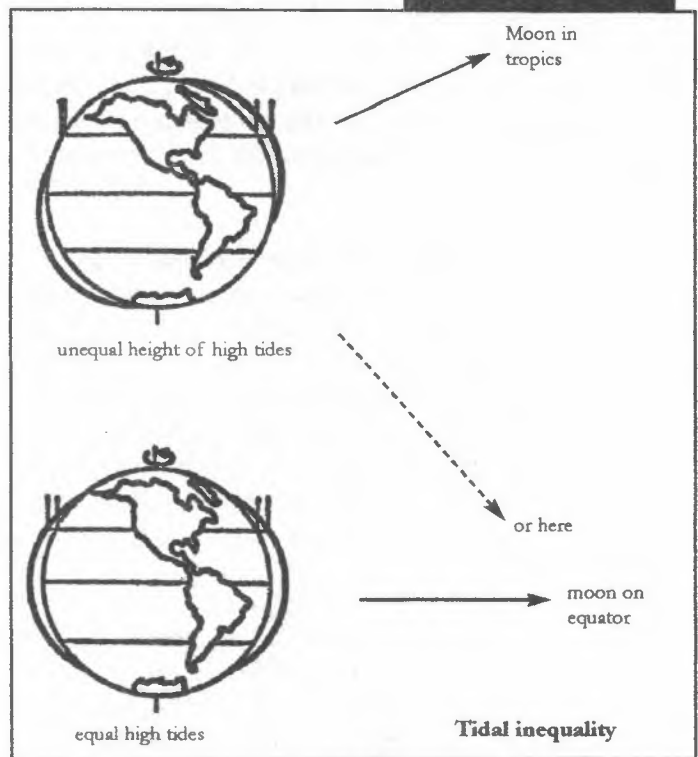 Moon in
tropics
unequal height of high tides
or here
moon on
equator
equal high tides
Tidal inequality